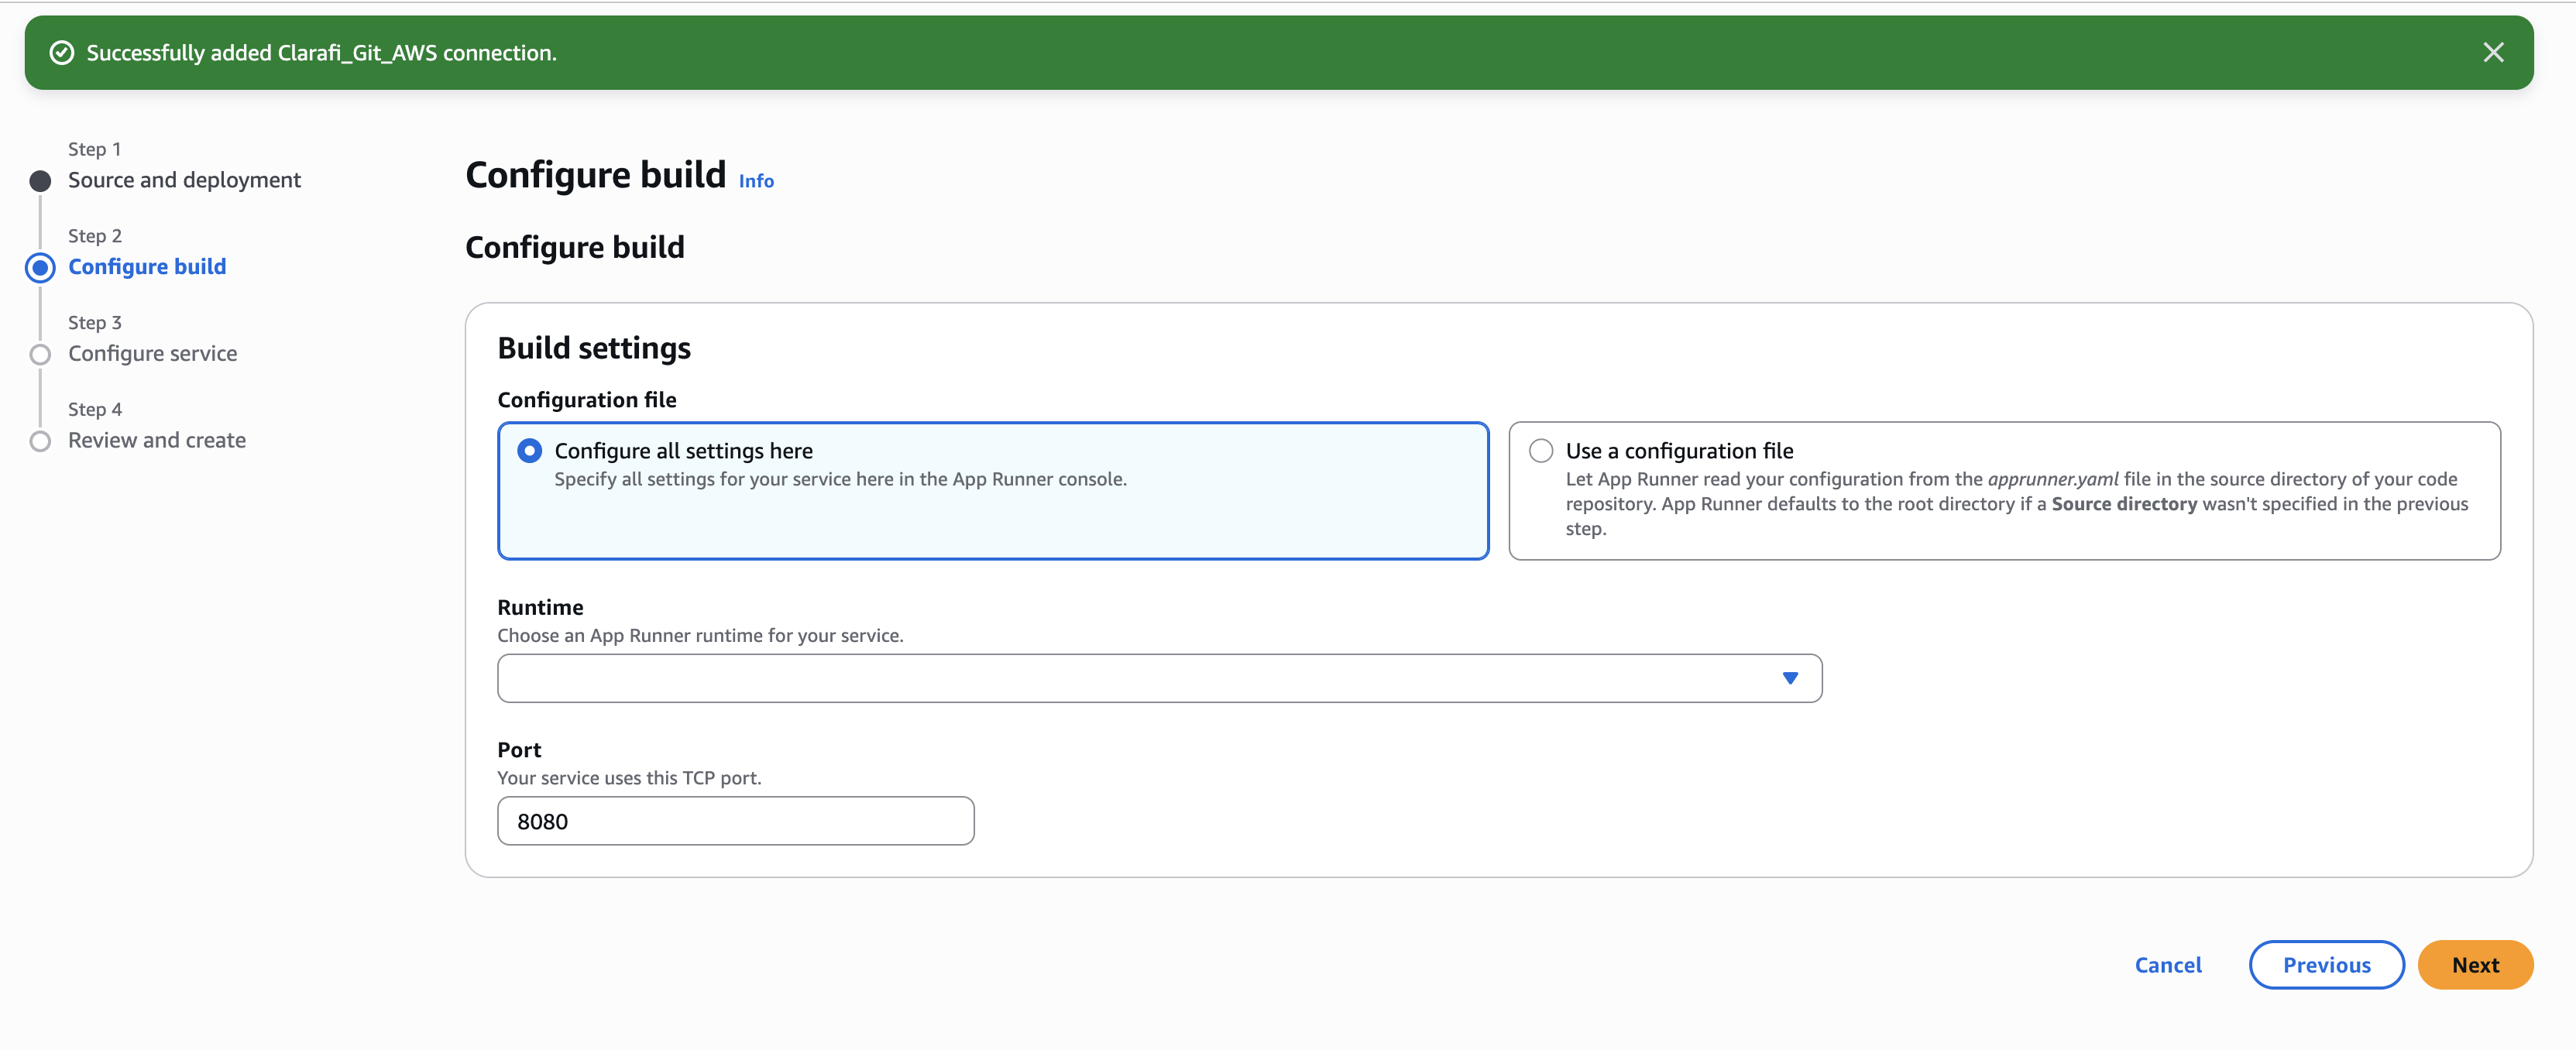 Successfully added Clarafi_Git_AWS connection.
Step 1
Source and deployment
Step 2
Configure build
Step 3
Configure service
Step 4
Review and create
Configure build Info
Configure build
Build settings
Configuration file
Configure all settings here
Specify all settings for your service here in the App Runner console.
Use a configuration file
Let App Runner read your configuration from the apprunner.yaml file in the source directory of your code
repository. App Runner defaults to the root directory if a Source directory wasn't specified in the previous
step.
Runtime
Choose an App Runner runtime for your service.
Port
Your service uses this TCP port.
8080
Cancel
Previous
Next